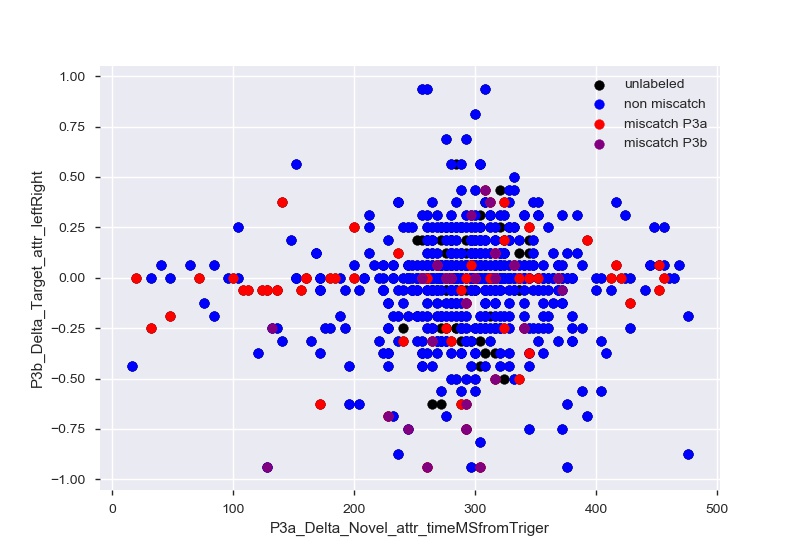 1.00
0.75
0.50
0.25
0.00
−0.25
−0.50
−0.75
−1.00
P3b_Delta_Target_attr_leftRight
unlabeled
non miscatch
miscatch P3a
miscatch P3b
0 100 200 300 400 500
P3a_Delta_Novel_attr_timeMSfromTriger